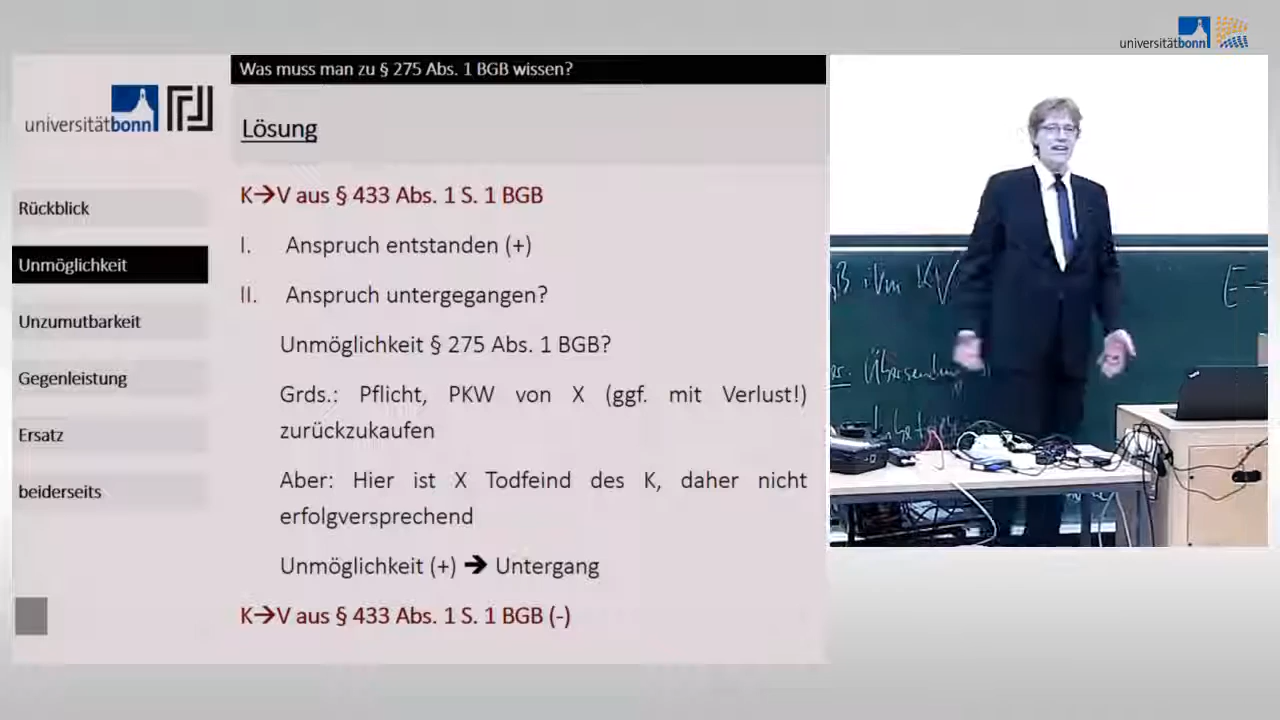 universitätbonn
Was muss man zu § 275 Abs. 1 BGB wissen?
universitätbonn
Lösung
Rückblick
Unmöglichkeit
Unzumutbarkeit
Gegenleistung
Ersatz
beiderseits
K→V aus § 433 Abs. 1 S. 1 BGB
I. Anspruch entstanden (+)
II. Anspruch untergegangen?
Unmöglichkeit § 275 Abs. 1 BGB?
Grds.: Pflicht, PKW von X (ggf. mit Verlust!)
zurückzukaufen
Aber: Hier ist X Todfeind des K, daher nicht
erfolgversprechend
Unmöglichkeit (+) ➔ Untergang
K→V aus § 433 Abs. 1 S. 1 BGB (-)
KV
E→